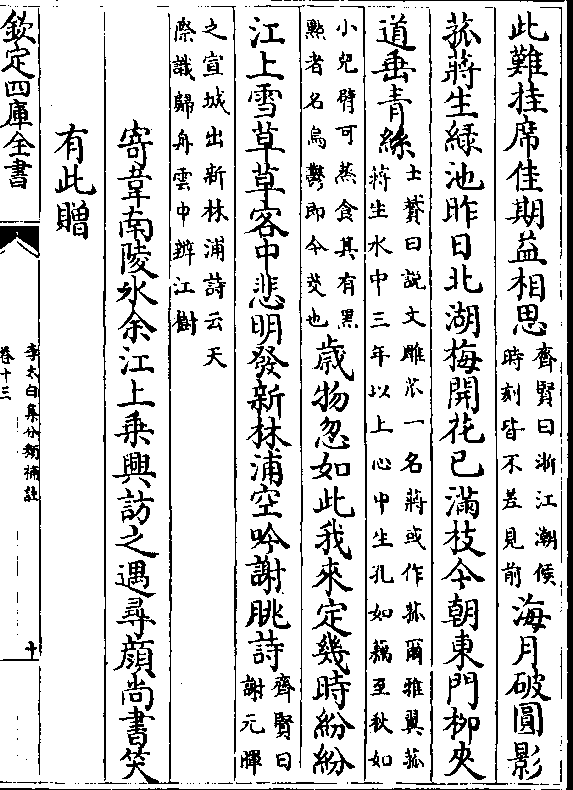 此難挂席佳期益相思齊賢曰浙江潮候時刻皆不差見前海月破圓影
菰蔣生綠池昨日北湖梅開花已滿枝今朝東門柳夾
道垂青絲士贇曰說文雕苽一名蔣或作菰爾雅翼菰蔣生水中三年以上心中生孔如藕至秋如
小兒臂可蒸食其有黒㸃者名烏鬱即今茭也歳物忽如此我來定幾時紛紛
江上雪草草客中悲明發新林浦空吟謝朓詩齊賢曰謝元暉
之宣城出新林浦詩云天際識歸舟雲中辨江樹
寄韋南陵氷余江上乗興訪之遇尋顔尚書笑
有此贈
欽定四庫全書
李太白集分類補註
卷十三
十